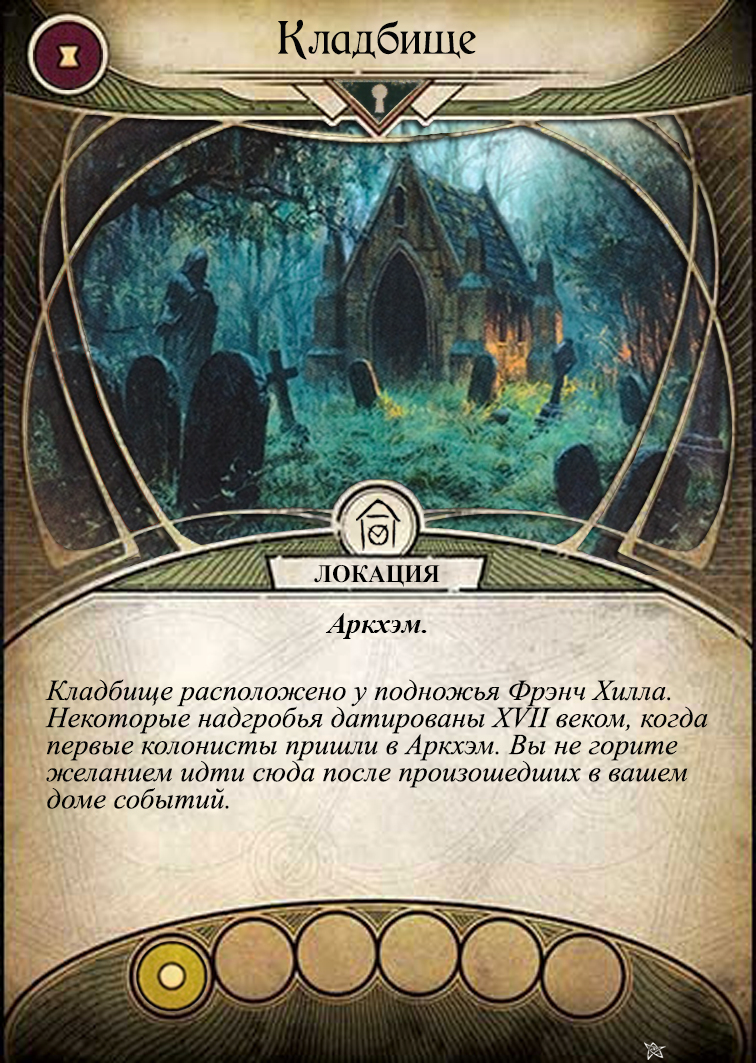 Кладбище
ЛОКАЦИЯ
Аркхэм.
Кладбище расположено у подножья Фрэнч Хилла.
Некоторые надгробья датированы XVII веком, когда
первые колонисты пришли в Аркхэм. Вы не горите
желанием идти сюда после произошедших в вашем
доме событий.